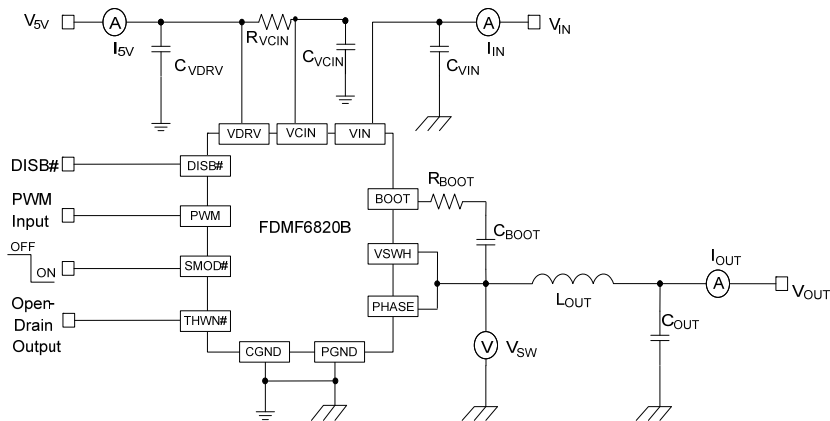 V5V
A
I5V
CVDRV
RVCIN
CVCIN
CVIN
A
IIN
VIN
VDRV
VCIN
VIN
DISB#
DISB#
PWM
Input
PWM
OFF
ON
SMOD#
Open-
Drain
Output
THWN#
FDMF6820B
BOOT
RBOOT
CBOOT
VSWH
PHASE
LOUT
IOUT
A
VOUT
COUT
V
VSW
CGND
PGND